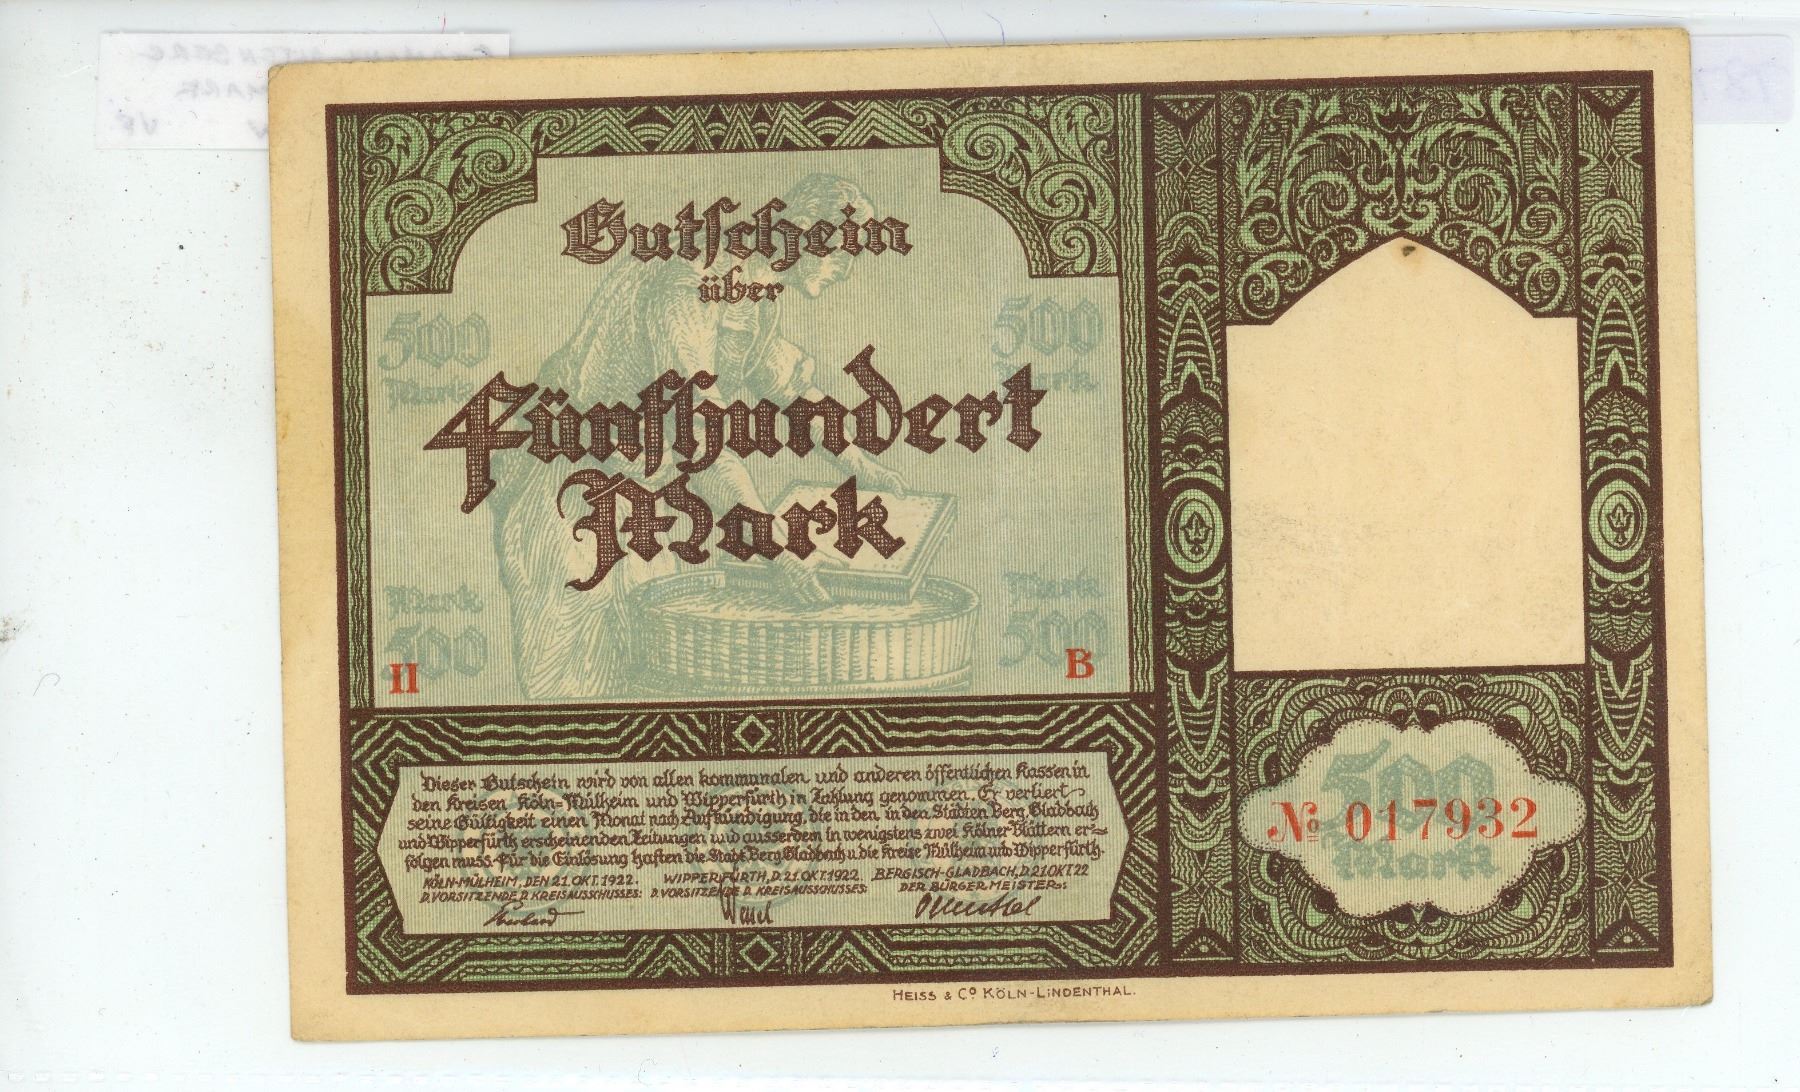 Gutschein
über
500
Mark
500
Mark
Fünfhundert
Mark
Mark
500
Mark
500
II
B
Dieser Gutschein wird von allen kommunalen und anderen öffentlichen Kassen in
den Kreisen Köln-Mülheim und Wipperfürth in Zahlung genommen. Er verliert
seine Gültigkeit einen Monat nach Aufkündigung, die in den in den Städten Berg. Gladbach
und Wipperfürth erscheinenden Zeitungen und ausserdem in wenigstens zwei Kölner Blättern er=
folgen muss. Für die Einlösung haften die Stadt Berg. Gladbach u. die Kreise Mülheim und Wipperfürth.
KÖLN-MÜLHEIM, DEN 21.OKT.1922. WIPPERFÜRTH, D. 21.OKT.1922. BERGISCH-GLADBACH, D. 21.OKT 22
D. VORSITZENDE D. KREISAUSSCHUSSES: D. VORSITZENDE D. KREISAUSSCHUSSES: DER BÜRGERMEISTER:
500
Mark
№ 017932
HEISS & Co KÖLN-LINDENTHAL.